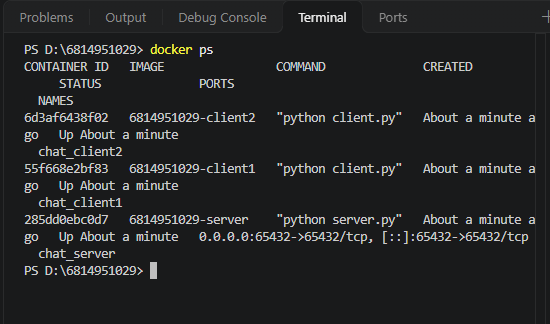 Problems Output Debug Console Terminal Ports
PS D:\6814951029> docker ps
CONTAINER ID IMAGE COMMAND CREATED
STATUS PORTS
NAMES
6d3af6438f02 6814951029-client2 "python client.py" About a minute a
go Up About a minute
chat_client2
55f668e2bf83 6814951029-client1 "python client.py" About a minute a
go Up About a minute
chat_client1
285dd0ebc0d7 6814951029-server "python server.py" About a minute a
go Up About a minute 0.0.0.0:65432->65432/tcp, [::]:65432->65432/tcp
chat_server
PS D:\6814951029>